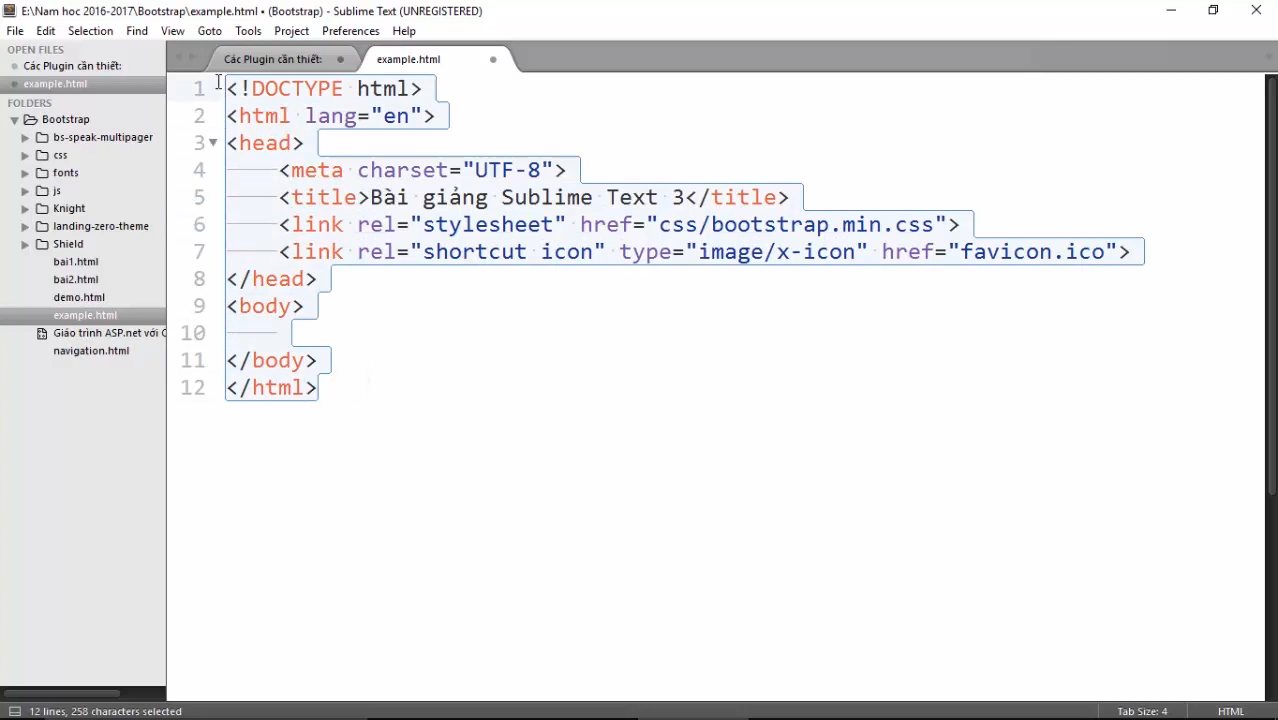 E:\Nam hoc 2016-2017\Bootstrap\example.html • (Bootstrap) - Sublime Text (UNREGISTERED)
File Edit Selection Find View Goto Tools Project Preferences Help
OPEN FILES
Các Plugin cần thiết:
example.html
FOLDERS
Bootstrap
bs-speak-multipager
css
fonts
js
Knight
landing-zero-theme
Shield
bai1.html
bai2.html
demo.html
example.html
Giáo trình ASP.net với C
navigation.html
Các Plugin cần thiết: example.html
1 <!DOCTYPE html>
2 <html lang="en">
3 <head>
4 <meta charset="UTF-8">
5 <title>Bài giảng Sublime Text 3</title>
6 <link rel="stylesheet" href="css/bootstrap.min.css">
7 <link rel="shortcut icon" type="image/x-icon" href="favicon.ico">
8 </head>
9 <body>
10
11 </body>
12 </html>
12 lines, 258 characters selected
Tab Size: 4 HTML